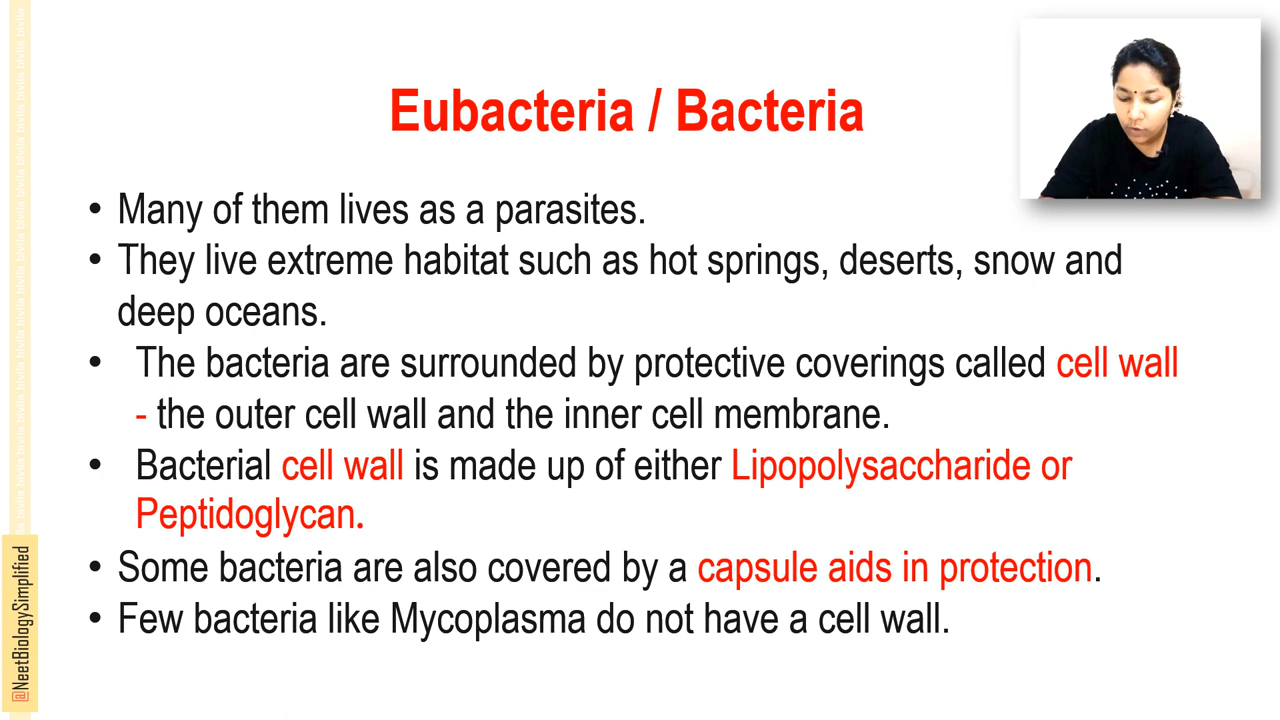 Eubacteria / Bacteria
• Many of them lives as a parasites.
• They live extreme habitat such as hot springs, deserts, snow and
deep oceans.
• The bacteria are surrounded by protective coverings called cell wall
- the outer cell wall and the inner cell membrane.
• Bacterial cell wall is made up of either Lipopolysaccharide or
Peptidoglycan.
• Some bacteria are also covered by a capsule aids in protection.
• Few bacteria like Mycoplasma do not have a cell wall.
@NeetBiologySimplified